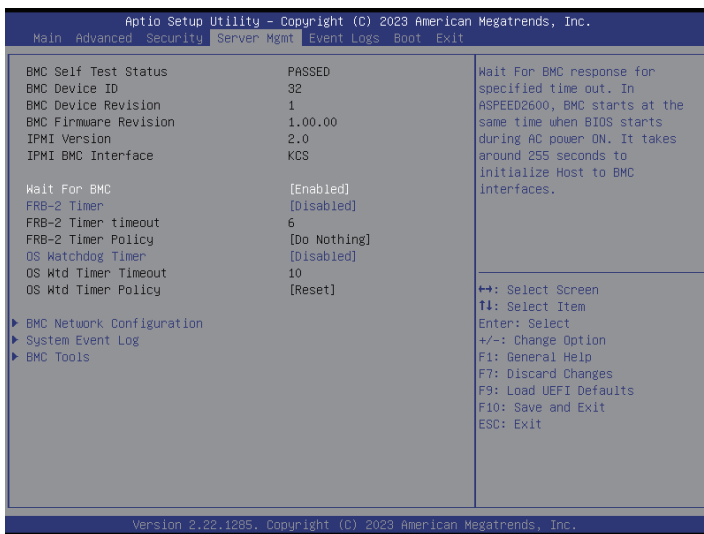 Aptio Setup Utility – Copyright (C) 2023 American Megatrends, Inc.
Main Advanced Security Server Mgmt Event Logs Boot Exit
BMC Self Test Status PASSED
BMC Device ID 32
BMC Device Revision 1
BMC Firmware Revision 1.00.00
IPMI Version 2.0
IPMI BMC Interface KCS
Wait For BMC [Enabled]
FRB-2 Timer [Disabled]
FRB-2 Timer timeout 6
FRB-2 Timer Policy [Do Nothing]
OS Watchdog Timer [Disabled]
OS Wtd Timer Timeout 10
OS Wtd Timer Policy [Reset]
BMC Network Configuration
System Event Log
BMC Tools
Wait For BMC response for
specified time out. In
ASPEED2600, BMC starts at the
same time when BIOS starts
during AC power ON. It takes
around 255 seconds to
initialize Host to BMC
interfaces.
↔: Select Screen
↑↓: Select Item
Enter: Select
+/-: Change Option
F1: General Help
F7: Discard Changes
F9: Load UEFI Defaults
F10: Save and Exit
ESC: Exit
Version 2.22.1285. Copyright (C) 2023 American Megatrends, Inc.